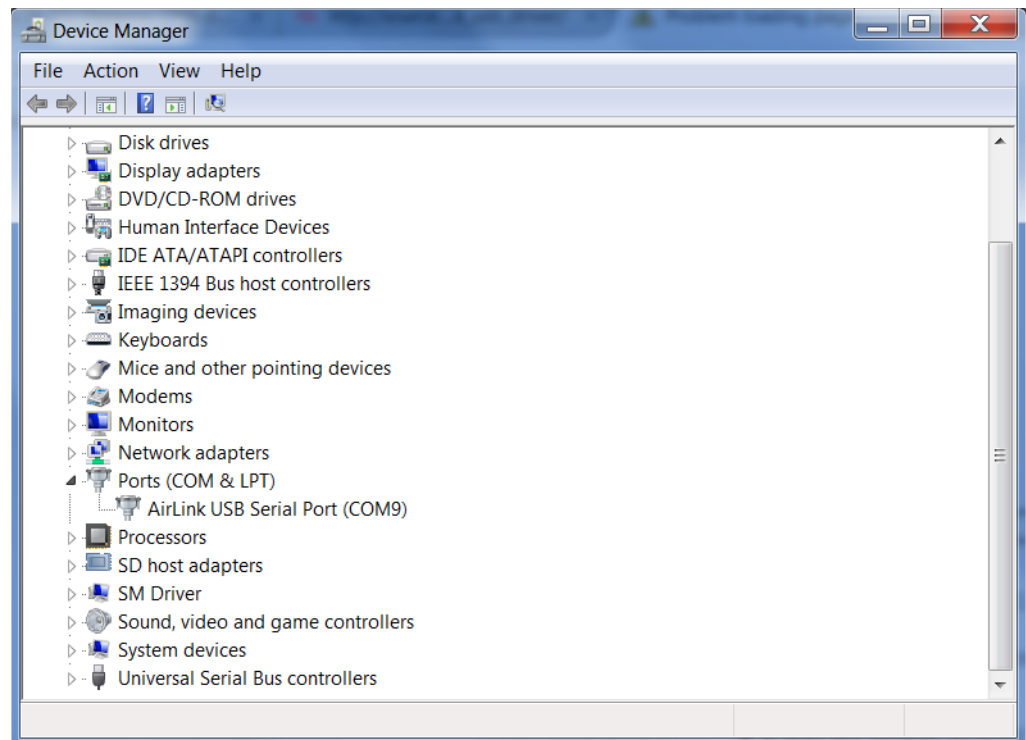 Device Manager
File Action View Help
Disk drives
Display adapters
DVD/CD-ROM drives
Human Interface Devices
IDE ATA/ATAPI controllers
IEEE 1394 Bus host controllers
Imaging devices
Keyboards
Mice and other pointing devices
Modems
Monitors
Network adapters
Ports (COM & LPT)
AirLink USB Serial Port (COM9)
Processors
SD host adapters
SM Driver
Sound, video and game controllers
System devices
Universal Serial Bus controllers